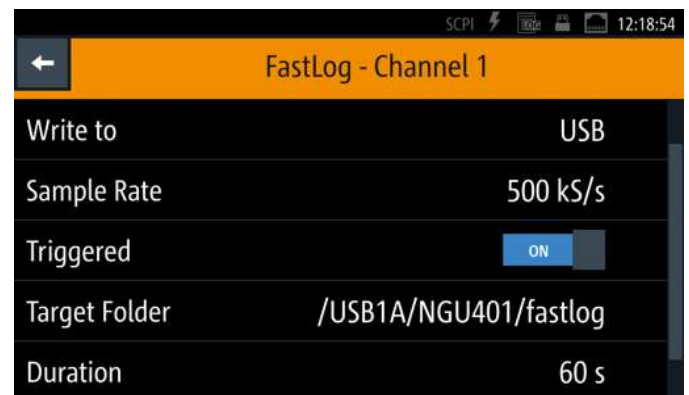 SCPI LOG 12:18:54
FastLog - Channel 1
Write to USB
Sample Rate 500 kS/s
Triggered ON
Target Folder /USB1A/NGU401/fastlog
Duration 60 s